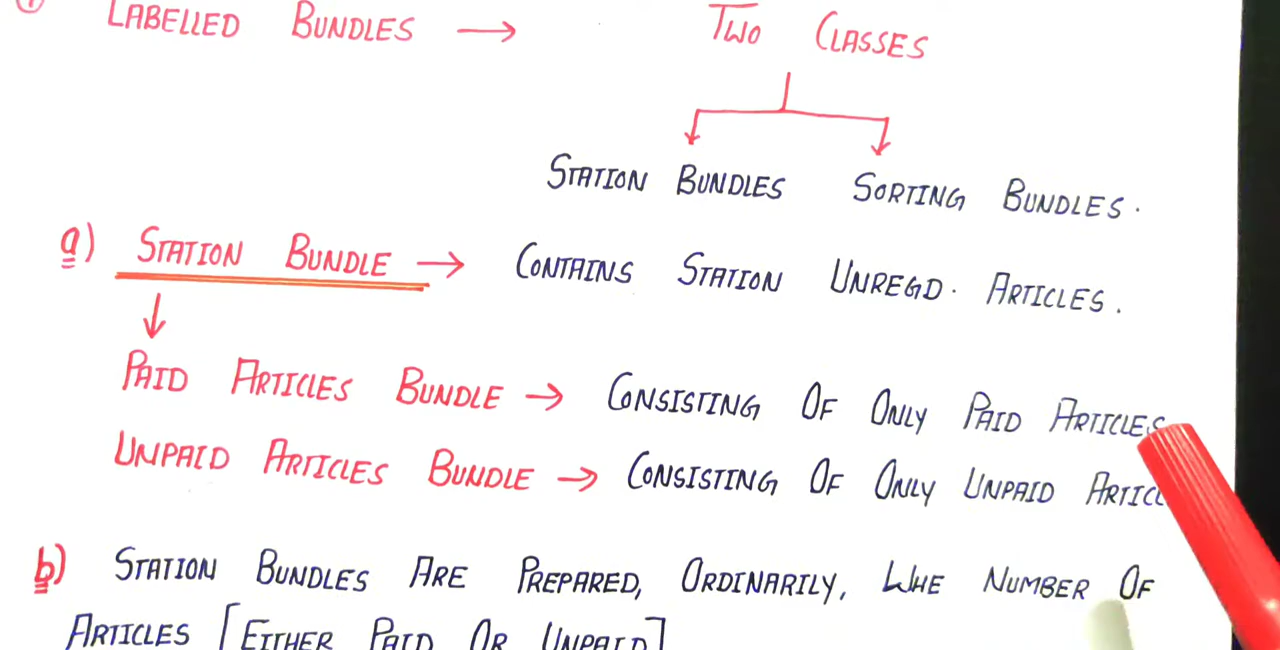 LABELLED BUNDLES → TWO CLASSES
STATION BUNDLES SORTING BUNDLES.
a) STATION BUNDLE → CONTAINS STATION UNREGD. ARTICLES.
PAID ARTICLES BUNDLE → CONSISTING OF ONLY PAID ARTICLES
UNPAID ARTICLES BUNDLE → CONSISTING OF ONLY UNPAID ARTIC
b) STATION BUNDLES ARE PREPARED, ORDINARILY, WHE NUMBER OF
ARTICLES [EITHER PAID OR UNPAID]